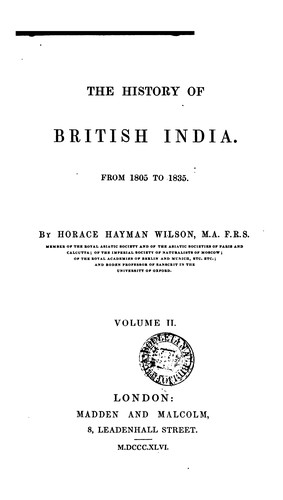 THE HISTORY OF
BRITISH INDIA.
FROM 1805 TO 1835.
BY HORACE HAYMAN WILSON, M.A. F.R.S.
MEMBER OF THE ROYAL ASIATIC SOCIETY AND OF THE ASIATIC SOCIETIES OF PARIS AND
CALCUTTA; OF THE IMPERIAL SOCIETY OF NATURALISTS OF MOSCOW;
OF THE ROYAL ACADEMIES OF BERLIN AND MUNICH, ETC. ETC.;
AND BODEN PROFESSOR OF SANSCRIT IN THE
UNIVERSITY OF OXFORD.
VOLUME II.
BODLEIANA
LONDON:
MADDEN AND MALCOLM,
8, LEADENHALL STREET.
M.DCCC.XLVI.